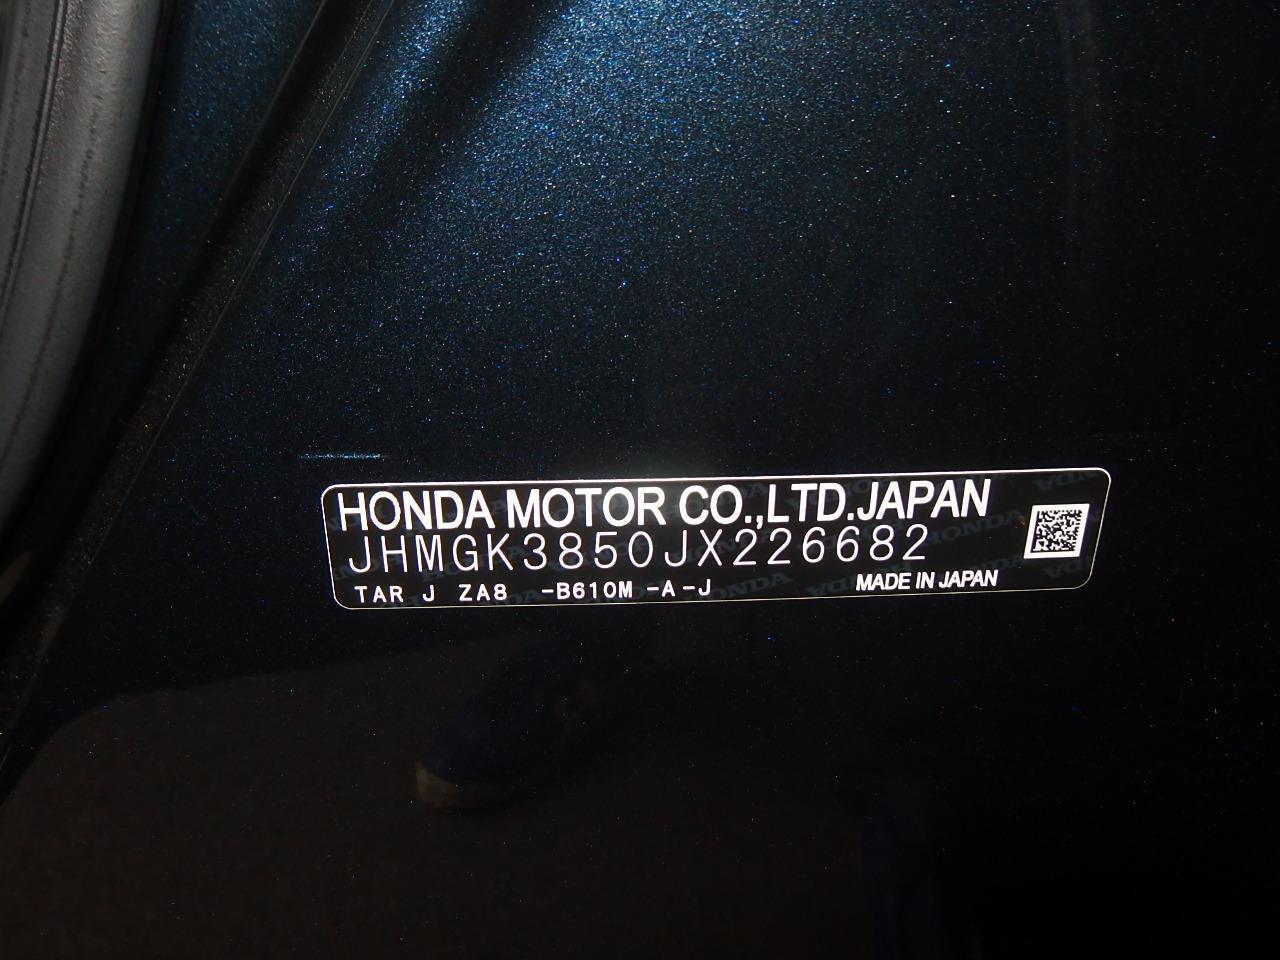 HONDA MOTOR CO.,LTD.JAPAN
JHMGK3850JX226682
TAR J ZA8 -B610M -A-J MADE IN JAPAN